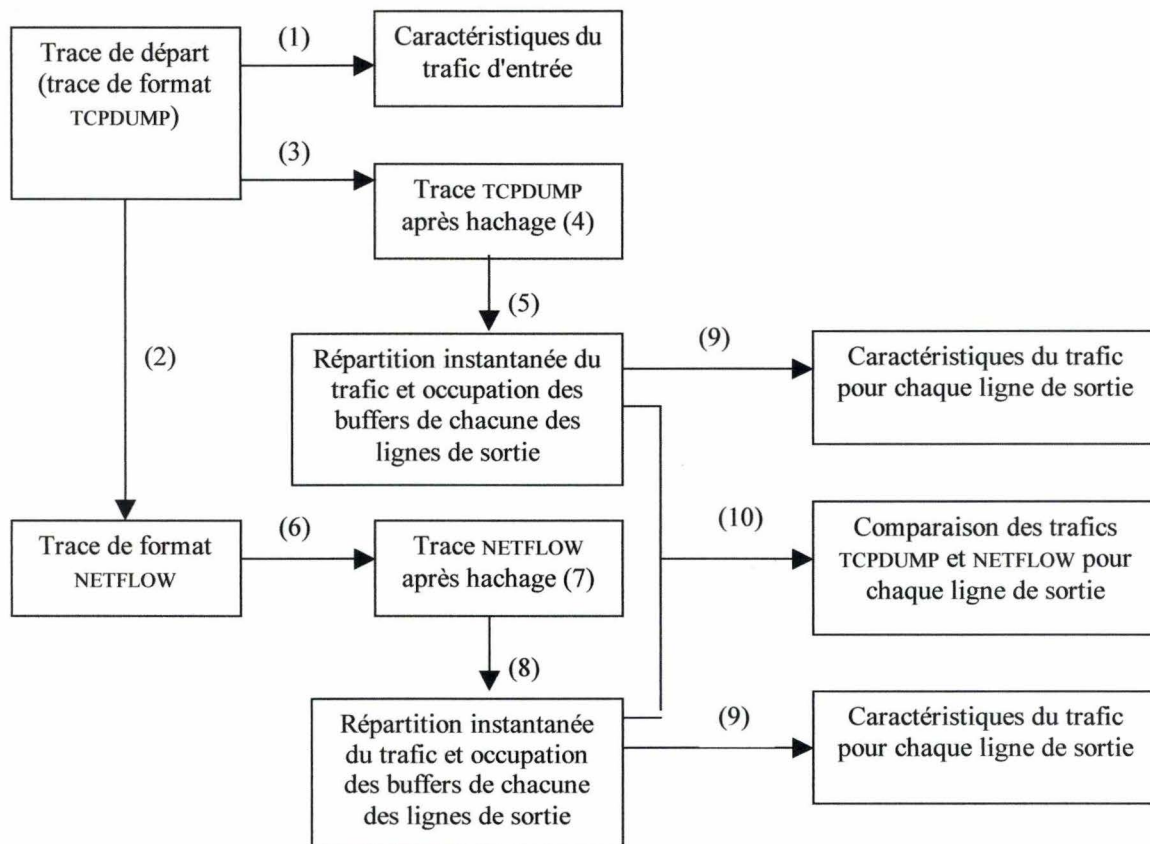 Trace de départ
(trace de format
TCPDUMP)
(1)
Caractéristiques du
trafic d'entrée
(3)
Trace TCPDUMP
après hachage (4)
(2)
(5)
Répartition instantanée du
trafic et occupation des
buffers de chacune des
lignes de sortie
(9)
Caractéristiques du trafic
pour chaque ligne de sortie
Trace de format
NETFLOW
(6)
Trace NETFLOW
après hachage (7)
(10)
Comparaison des trafics
TCPDUMP et NETFLOW pour
chaque ligne de sortie
(8)
Répartition instantanée
du trafic et occupation
des buffers de chacune
des lignes de sortie
(9)
Caractéristiques du trafic
pour chaque ligne de sortie